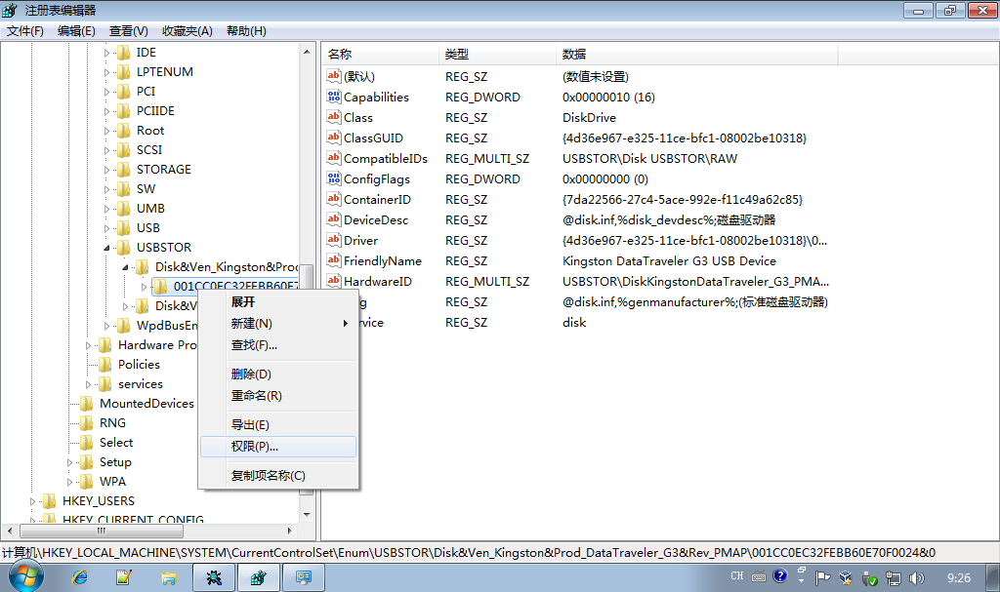 注册表编辑器
文件(F) 编辑(E) 查看(V) 收藏夹(A) 帮助(H)
IDE
LPTENUM
PCI
PCIIDE
Root
SCSI
STORAGE
SW
UMB
USB
USBSTOR
Disk&Ven_Kingston&Prod
001CC0EC32FEBB60E7
Disk&V
WpdBusEn
Hardware Pro
Policies
services
MountedDevices
RNG
Select
Setup
WPA
HKEY_USERS
HKEY_CURRENT_CONFIG
展开
新建(N)
查找(F)...
删除(D)
重命名(R)
导出(E)
权限(P)...
复制项名称(C)
名称 类型 数据
(默认) REG_SZ (数值未设置)
Capabilities REG_DWORD 0x00000010 (16)
Class REG_SZ DiskDrive
ClassGUID REG_SZ {4d36e967-e325-11ce-bfc1-08002be10318}
CompatibleIDs REG_MULTI_SZ USBSTOR\Disk USBSTOR\RAW
ConfigFlags REG_DWORD 0x00000000 (0)
ContainerID REG_SZ {7da22566-27c4-5ace-992e-f11c49a62c85}
DeviceDesc REG_SZ @disk.inf,%disk_devdesc%;磁盘驱动器
Driver REG_SZ {4d36e967-e325-11ce-bfc1-08002be10318}\0...
FriendlyName REG_SZ Kingston DataTraveler G3 USB Device
HardwareID REG_MULTI_SZ USBSTOR\DiskKingstonDataTraveler_G3_PMA...
g REG_SZ @disk.inf,%genmanufacturer%;(标准磁盘驱动器)
rvice REG_SZ disk
计算机\HKEY_LOCAL_MACHINE\SYSTEM\CurrentControlSet\Enum\USBSTOR\Disk&Ven_Kingston&Prod_DataTraveler_G3&Rev_PMAP\001CC0EC32FEBB60E70F0024&0
CH 9:26